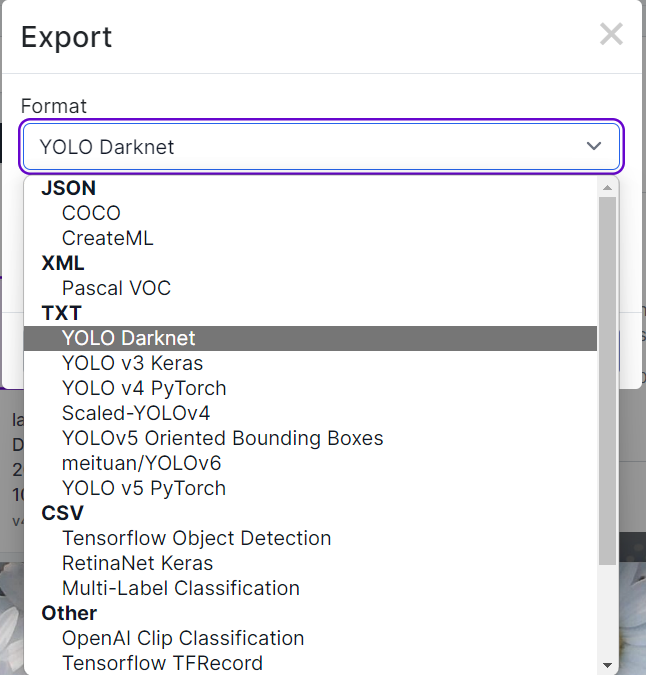 Export
Format
YOLO Darknet
JSON
COCO
CreateML
XML
Pascal VOC
TXT
YOLO Darknet
YOLO v3 Keras
YOLO v4 PyTorch
Scaled-YOLOv4
YOLOv5 Oriented Bounding Boxes
meituan/YOLOv6
YOLO v5 PyTorch
CSV
Tensorflow Object Detection
RetinaNet Keras
Multi-Label Classification
Other
OpenAI Clip Classification
Tensorflow TFRecord